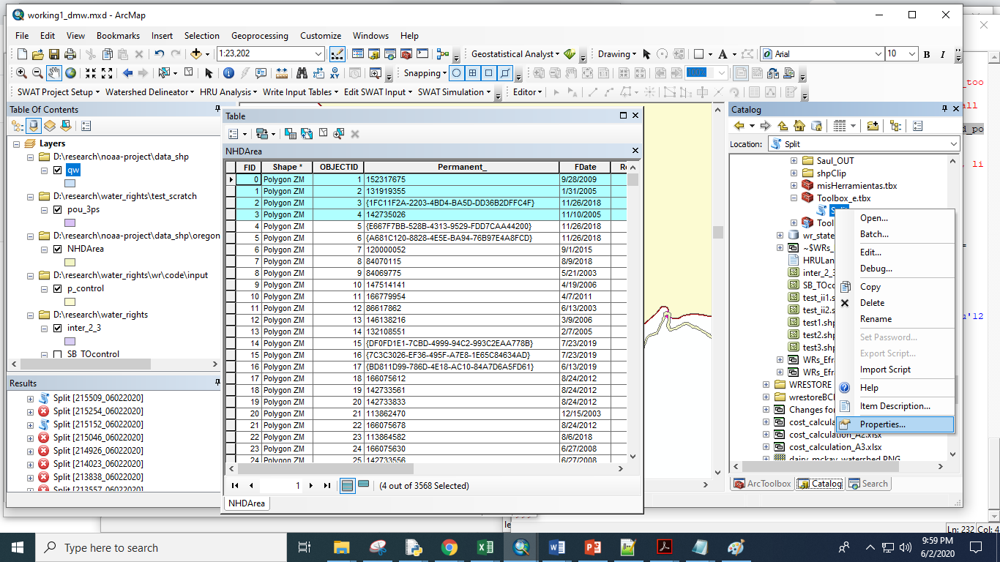 working1_dmw.mxd - ArcMap
File Edit View Bookmarks Insert Selection Geoprocessing Customize Windows Help
1:23,202 Geostatistical Analyst Drawing Arial 10 B I
Snapping 100%
SWAT Project Setup Watershed Delineator HRU Analysis Write Input Tables Edit SWAT Input SWAT Simulation Editor
Table Of Contents
Layers
D:\research\noaa-project\data_shp
qw
D:\research\water_rights\test_scratch
pou_3ps
D:\research\noaa-project\data_shp\oregon
NHDArea
D:\research\water_rights\wr\code\input
p_control
D:\research\water_rights
inter_2_3
SB_TOcontrol
Results
Split [215509_06022020]
Split [215254_06022020]
Split [215152_06022020]
Split [215046_06022020]
Split [214926_06022020]
Split [214023_06022020]
Split [213838_06022020]
Split [213557_06022020]
Table
NHDArea
FID Shape * OBJECTID Permanent_ FDate Re
0 Polygon ZM 1 152317675 9/28/2009
1 Polygon ZM 2 131919355 1/31/2005
2 Polygon ZM 3 {1FC11F2A-2203-4BD4-BA5D-DD36B2DFFC4F} 11/26/2018
3 Polygon ZM 4 142735026 11/10/2005
4 Polygon ZM 5 {E667F7BB-528B-4313-9529-FDD7CAA44200} 11/26/2018
5 Polygon ZM 6 {A681C120-8828-4E5E-BA94-76B97E4A8FCD} 11/26/2018
6 Polygon ZM 7 120000052 9/1/2015
7 Polygon ZM 8 84070115 8/9/2018
8 Polygon ZM 9 84069775 5/21/2003
9 Polygon ZM 10 147514141 4/19/2006
10 Polygon ZM 11 166779954 4/7/2011
11 Polygon ZM 12 86617862 6/13/2003
12 Polygon ZM 13 146138216 3/9/2006
13 Polygon ZM 14 132108551 2/7/2005
14 Polygon ZM 15 {DF0FD1E1-7CBD-4999-94C2-993C2EAA778B} 7/23/2019
15 Polygon ZM 16 {7C3C3026-EF36-495F-A7E8-1E65C84634AD} 7/23/2019
16 Polygon ZM 17 {BD811D99-786D-4E18-AC10-84A7D6A5FD61} 6/13/2019
17 Polygon ZM 18 166075612 8/24/2012
18 Polygon ZM 19 142733561 8/24/2012
19 Polygon ZM 20 142733833 8/24/2012
20 Polygon ZM 21 113862470 12/15/2003
21 Polygon ZM 22 166075678 8/24/2012
22 Polygon ZM 23 113864582 8/6/2018
23 Polygon ZM 24 166075630 6/27/2008
24 Polygon ZM 25 142733556 6/27/2008
1 (4 out of 3568 Selected)
NHDArea
Catalog
Location: Split
Saul_OUT
shpClip
misHerramientas.tbx
Toolbox_e.tbx
Split
Tool
wr_state
~$WRs_
HRULan
inter_2_3
SB_TOco
test_ii1.s
test_ii2.s
test1.shp
test2.shp
test3.shp
WRs_Efr
WRs_Efr
WRESTORE
wrestoreBC
Changes for
cost_calculation_A2.xlsx
cost_calculation_A3.xlsx
dairy_mckay_watershed.PNG
Open...
Batch...
Edit...
Debug...
Copy
Delete
Rename
Set Password...
Export Script...
Import Script
Help
Item Description...
Properties...
ArcToolbox Catalog Search
_too
all
d_po
, li
=
u'12
le
Ln: 232 Col: 4
Type here to search
9:59 PM
6/2/2020